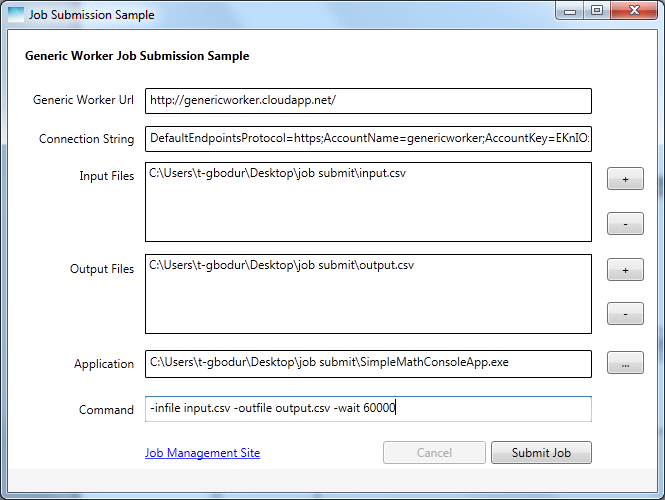 Job Submission Sample
Generic Worker Job Submission Sample
Generic Worker Url http://genericworker.cloudapp.net/
Connection String DefaultEndpointsProtocol=https;AccountName=genericworker;AccountKey=EKnIO
Input Files C:\Users\t-gbodur\Desktop\job submit\input.csv
+
-
Output Files C:\Users\t-gbodur\Desktop\job submit\output.csv
+
-
Application C:\Users\t-gbodur\Desktop\job submit\SimpleMathConsoleApp.exe ...
Command -infile input.csv -outfile output.csv -wait 60000
Job Management Site Cancel Submit Job